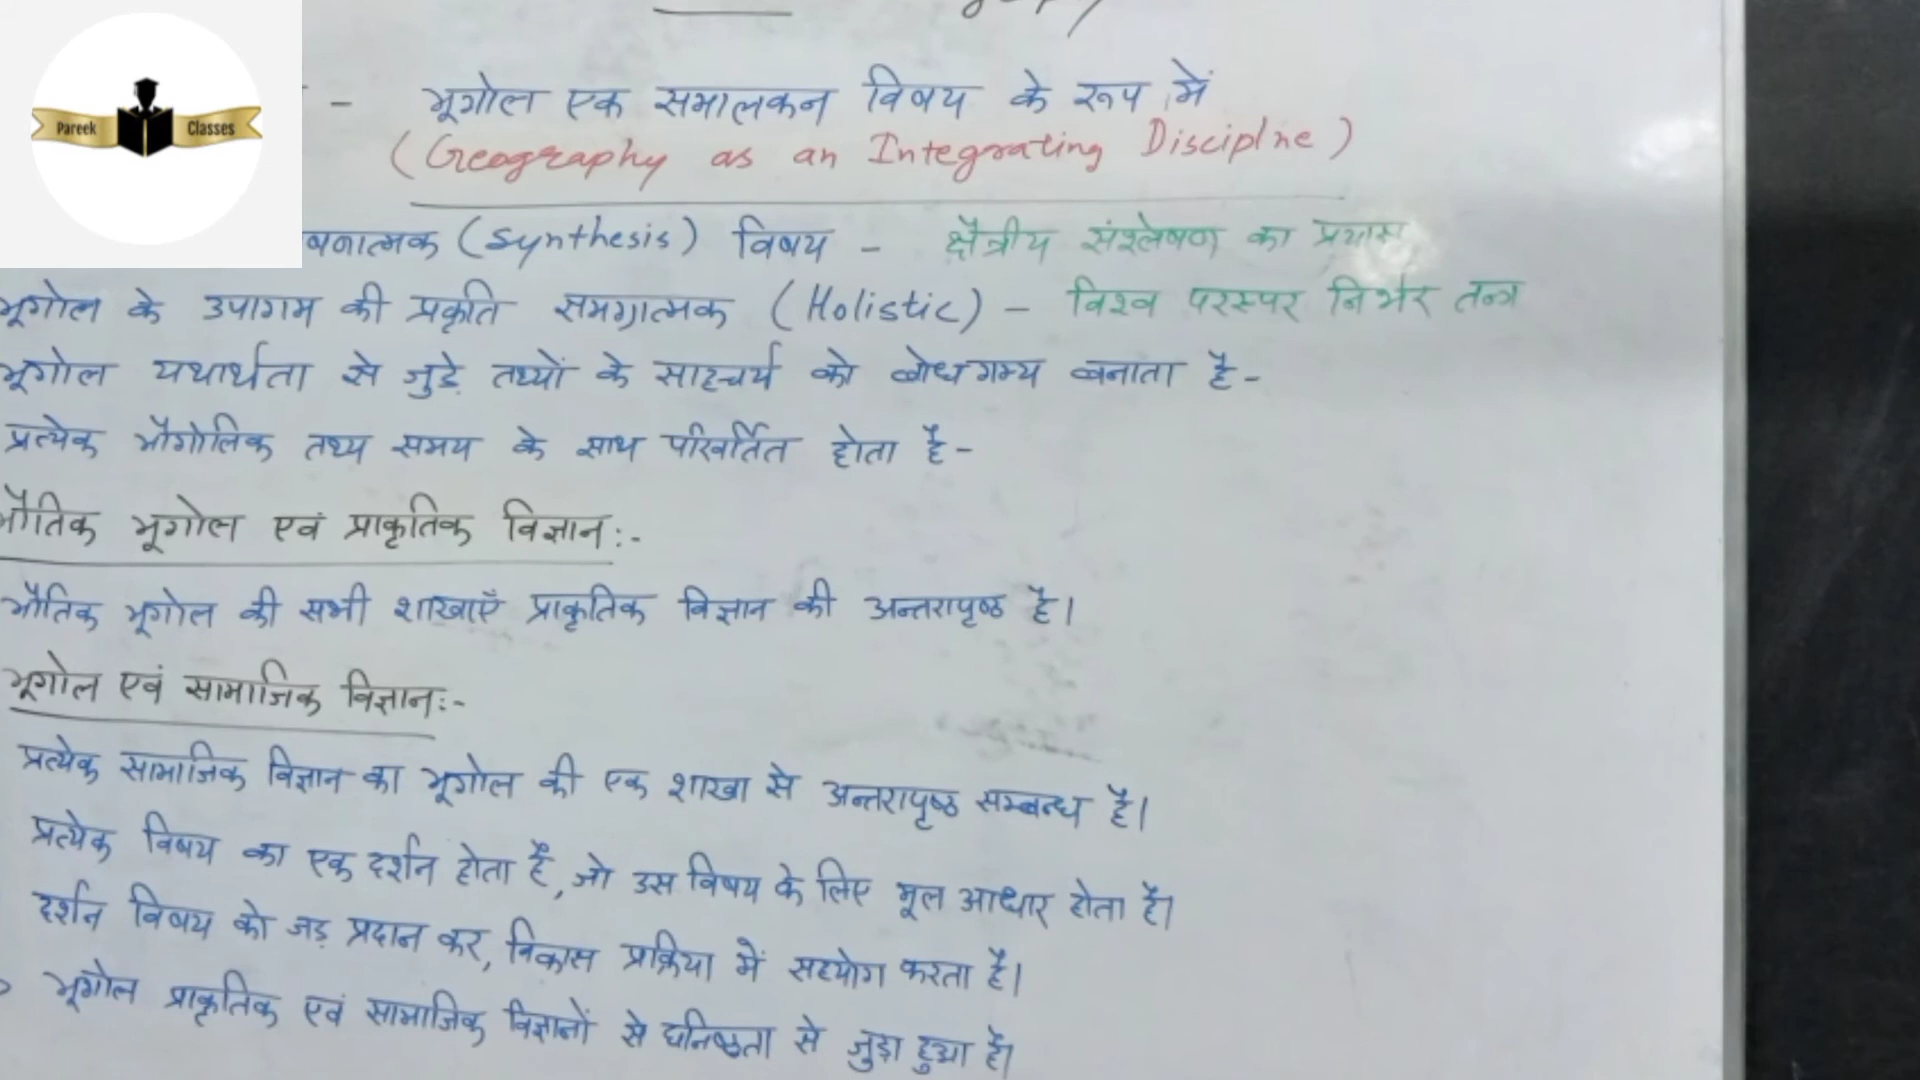 Pareek Classes
- भूगोल एक समालकन विषय के रूप में
(Geography as an Integrating Disciplne)
षणात्मक (Synthesis) विषय - क्षेत्रीय संश्लेषण का प्रयास
भूगोल के उपागम की प्रकृति समग्रात्मक (Holistic) - विश्व परस्पर निर्भर तन्त्र
भूगोल यथार्थता से जुड़े तथ्यों के साहचर्य को बोधगम्य बनाता है-
प्रत्येक भौगोलिक तथ्य समय के साथ परिवर्तित होता है-
भौतिक भूगोल एवं प्राकृतिक विज्ञान:-
भौतिक भूगोल की सभी शाखाएँ प्राकृतिक विज्ञान की अन्तरापृष्ठ है।
भूगोल एवं सामाजिक विज्ञान:-
प्रत्येक सामाजिक विज्ञान का भूगोल की एक शाखा से अन्तरापृष्ठ सम्बन्ध है।
प्रत्येक विषय का एक दर्शन होता है, जो उस विषय के लिए मूल आधार होता है।
दर्शन विषय को जड़ प्रदान कर, विकास प्रक्रिया में सहयोग करता है।
भूगोल प्राकृतिक एवं सामाजिक विज्ञानों से घनिष्ठता से जुड़ा हुआ है।